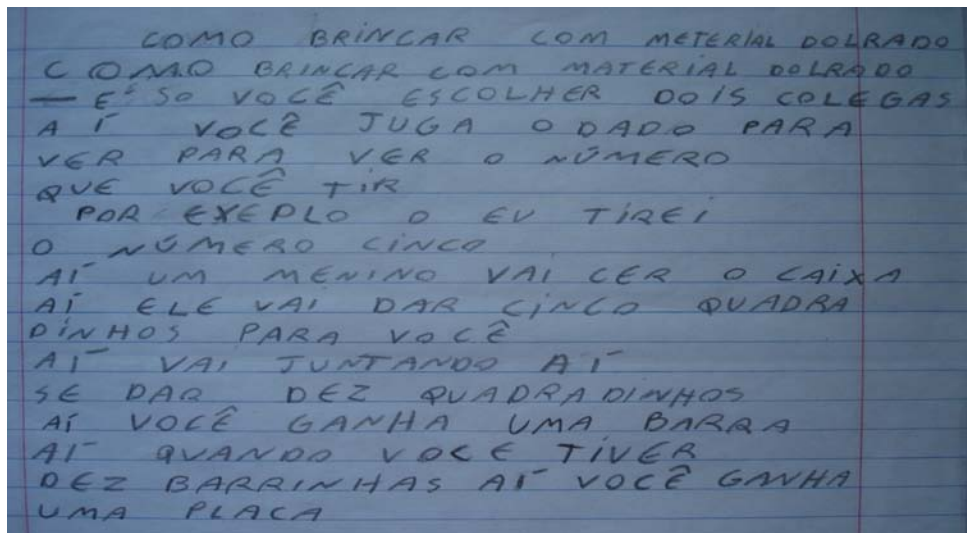 COMO BRINCAR COM METERIAL DOLRADO
COMO BRINCAR COM MATERIAL DOLRADO
— E' SO VOCÊ ESCOLHER DOIS COLEGAS
AÍ VOCÊ JUGA O DADO PARA
VER PARA VER O NÚMERO
QUE VOCÊ TIR
POR EXEPLO O EU TIREI
O NÚMERO CINCO
AÍ UM MENINO VAI CER O CAIXA
AÍ ELE VAI DAR CINCO QUADRA
DINHOS PARA VOCÊ
AÍ VAI JUNTANDO AÍ
SE DAR DEZ QUADRADINHOS
AÍ VOCÊ GANHA UMA BARRA
AÍ QUANDO VOCE TIVER
DEZ BARRINHAS AÍ VOCÊ GANHA
UMA PLACA